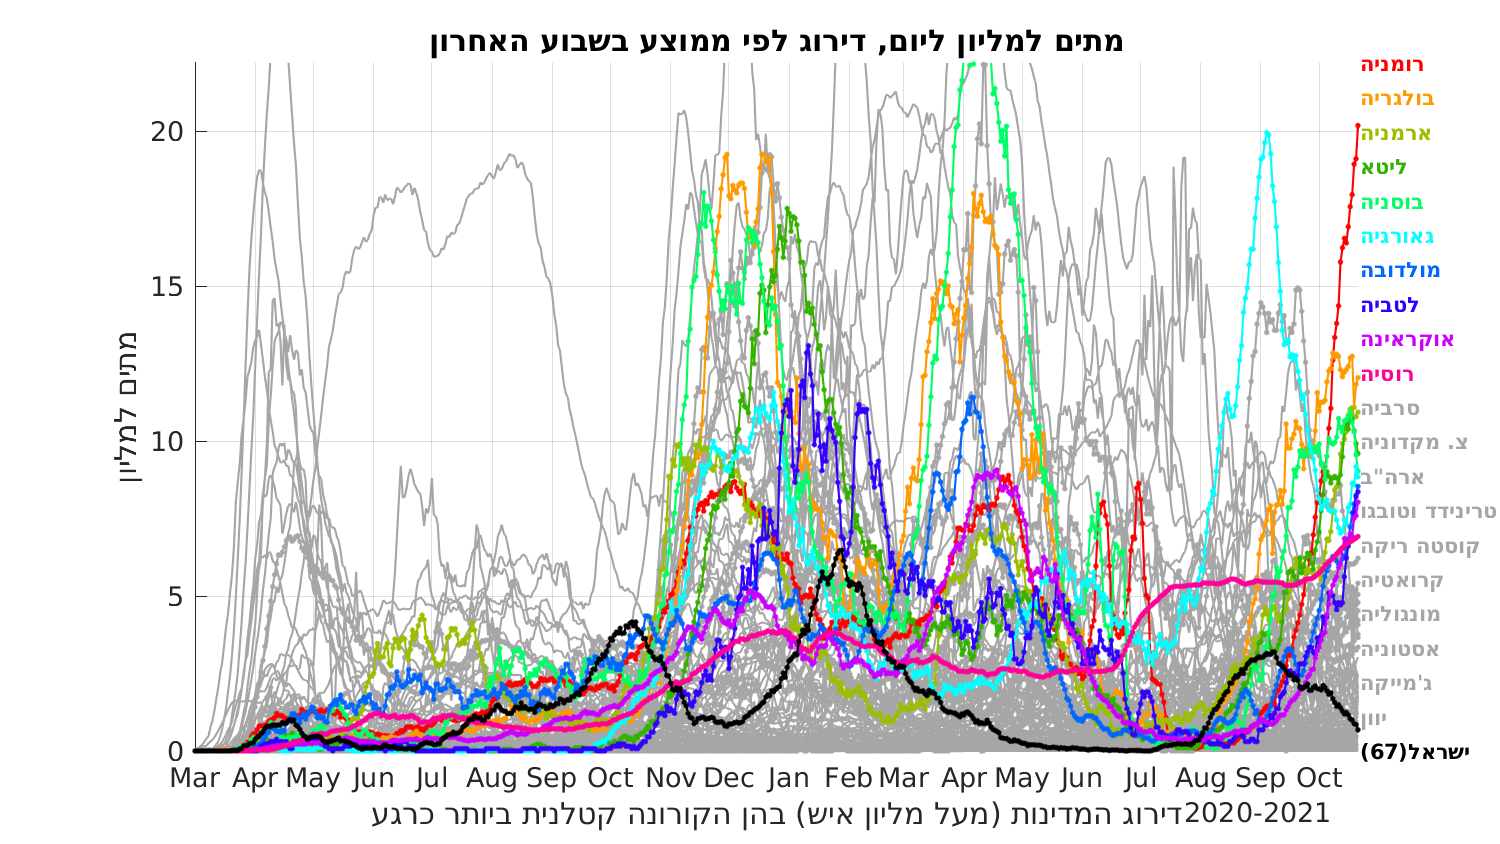 מתים למליון ליום, דירוג לפי ממוצע בשבוע האחרון
מתים למליון
20
15
10
5
0
Mar Apr May Jun Jul Aug Sep Oct Nov Dec Jan Feb Mar Apr May Jun Jul Aug Sep Oct
דירוג המדינות (מעל מליון איש) בהן הקורונה קטלנית ביותר כרגע2020-2021
רומניה
בולגריה
ארמניה
ליטא
בוסניה
גאורגיה
מולדובה
לטביה
אוקראינה
רוסיה
סרביה
צ. מקדוניה
ארה"ב
טרינידד וטובגו
קוסטה ריקה
קרואטיה
מונגוליה
אסטוניה
ג'מייקה
יוון
ישראל(67)